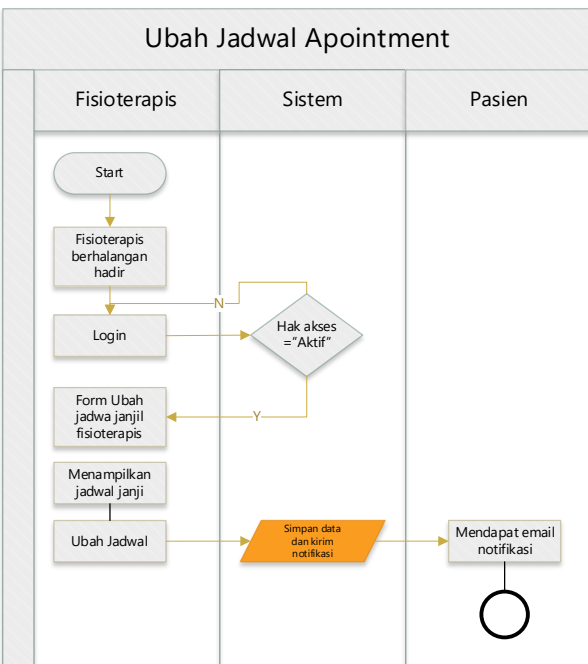 Ubah Jadwal Apointment
Fisioterapis
Sistem
Pasien
Start
Fisioterapis
berhalangan
hadir
N
Login
Hak akses
="Aktif"
Form Ubah
jadwa janjil
fisioterapis
Y
Menampilkan
jadwal janji
Ubah Jadwal
Simpan data
dan kirim
notifikasi
Mendapat email
notifikasi